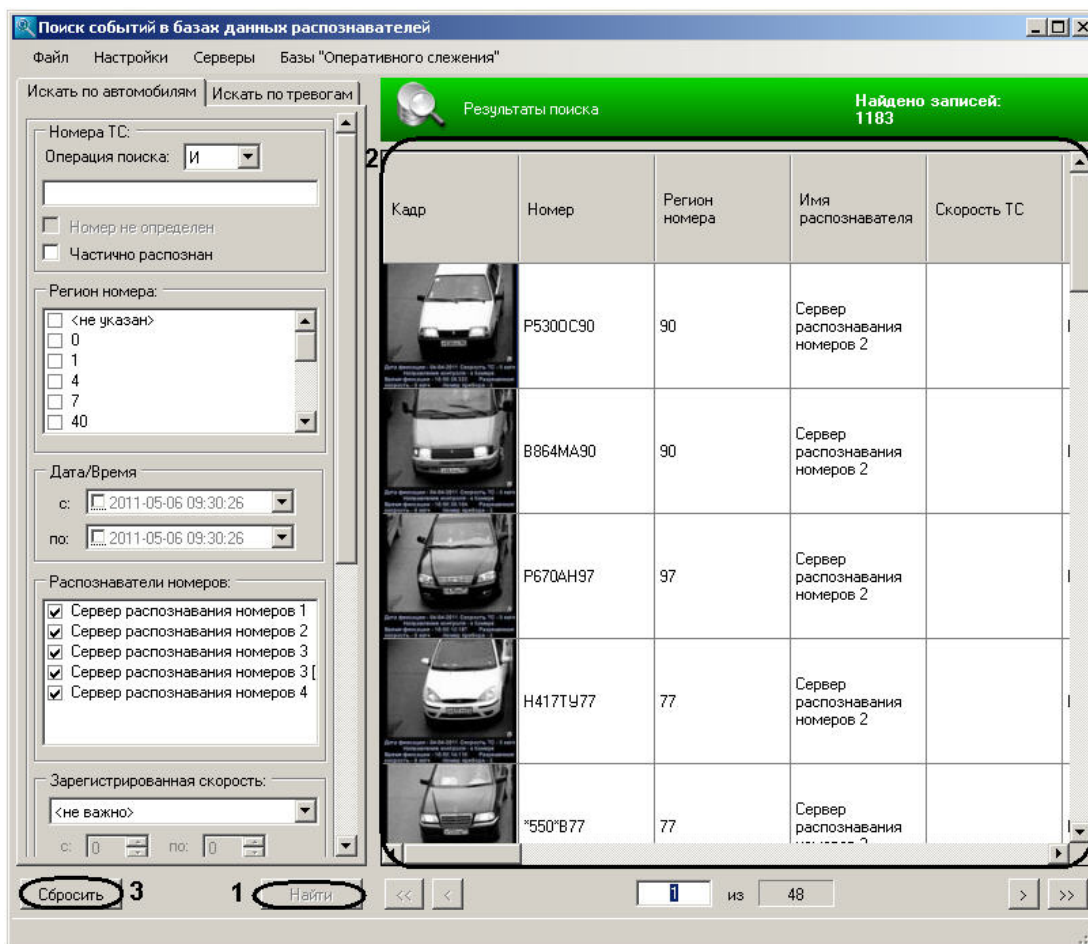 Поиск событий в базах данных распознавателей
Файл Настройки Серверы Базы "Оперативного слежения"
Искать по автомобилям Искать по тревогам
Номера ТС:
Операция поиска: И
Номер не определен
Частично распознан
Регион номера:
<не указан>
0
1
4
7
40
Дата/Время
с: 2011-05-06 09:30:26
по: 2011-05-06 09:30:26
Распознаватели номеров:
Сервер распознавания номеров 1
Сервер распознавания номеров 2
Сервер распознавания номеров 3
Сервер распознавания номеров 3 [
Сервер распознавания номеров 4
Зарегистрированная скорость:
<не важно>
с: 0 по: 0
Сбросить 3 1 Найти
Результаты поиска
Найдено записей:
1183
2
Кадр
Номер
Регион
номера
Имя
распознавателя
Скорость ТС
P530OC90
90
Сервер
распознавания
номеров 2
B864MA90
90
Сервер
распознавания
номеров 2
P670AH97
97
Сервер
распознавания
номеров 2
H417TY77
77
Сервер
распознавания
номеров 2
*550*B77
77
Сервер
распознавания
<< < 1 из 48 > >>